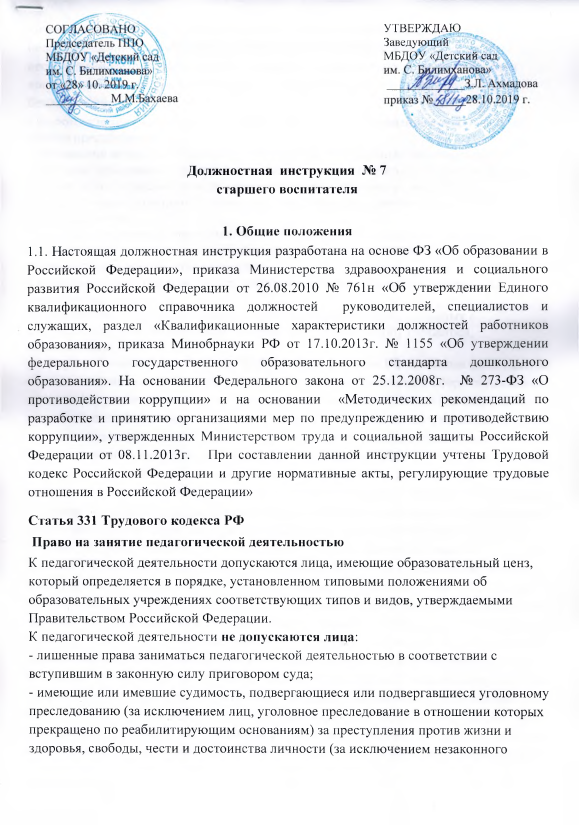 СОГЛАСОВАНО
Председатель ППО
МБДОУ «Детский сад
им. С. Билимханова»
от «28» 10. 2019 г.
М.М.Бахаева
УТВЕРЖДАЮ
Заведующий
МБДОУ «Детский сад
им. С. Билимханова»
З.Л. Ахмадова
приказ № 28.10.2019 г.
Должностная инструкция № 7
старшего воспитателя
1. Общие положения
1.1. Настоящая должностная инструкция разработана на основе ФЗ «Об образовании в
Российской Федерации», приказа Министерства здравоохранения и социального
развития Российской Федерации от 26.08.2010 № 761н «Об утверждении Единого
квалификационного справочника должностей руководителей, специалистов и
служащих, раздел «Квалификационные характеристики должностей работников
образования», приказа Минобрнауки РФ от 17.10.2013г. № 1155 «Об утверждении
федерального государственного образовательного стандарта дошкольного
образования». На основании Федерального закона от 25.12.2008г. № 273-ФЗ «О
противодействии коррупции» и на основании «Методических рекомендаций по
разработке и принятию организациями мер по предупреждению и противодействию
коррупции», утвержденных Министерством труда и социальной защиты Российской
Федерации от 08.11.2013г. При составлении данной инструкции учтены Трудовой
кодекс Российской Федерации и другие нормативные акты, регулирующие трудовые
отношения в Российской Федерации»
Статья 331 Трудового кодекса РФ
Право на занятие педагогической деятельностью
К педагогической деятельности допускаются лица, имеющие образовательный ценз,
который определяется в порядке, установленном типовыми положениями об
образовательных учреждениях соответствующих типов и видов, утверждаемыми
Правительством Российской Федерации.
К педагогической деятельности не допускаются лица:
- лишенные права заниматься педагогической деятельностью в соответствии с
вступившим в законную силу приговором суда;
- имеющие или имевшие судимость, подвергающиеся или подвергавшиеся уголовному
преследованию (за исключением лиц, уголовное преследование в отношении которых
прекращено по реабилитирующим основаниям) за преступления против жизни и
здоровья, свободы, чести и достоинства личности (за исключением незаконного